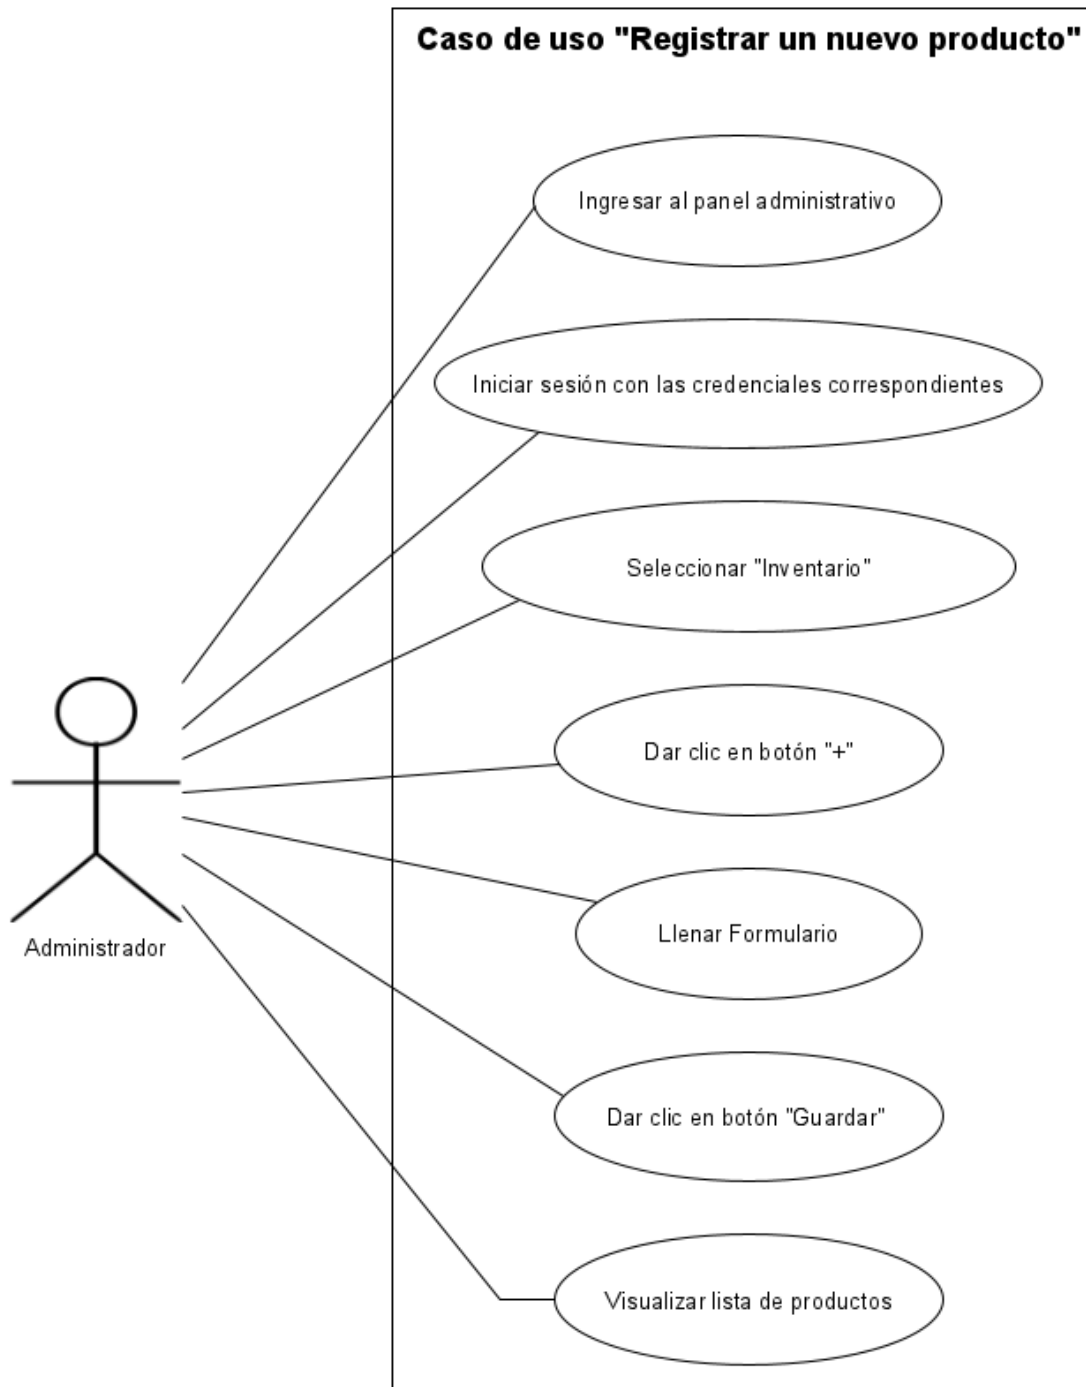 Caso de uso "Registrar un nuevo producto"
Ingresar al panel administrativo
Iniciar sesión con las credenciales correspondientes
Seleccionar "Inventario"
Dar clic en botón "+"
Llenar Formulario
Administrador
Dar clic en botón "Guardar"
Visualizar lista de productos